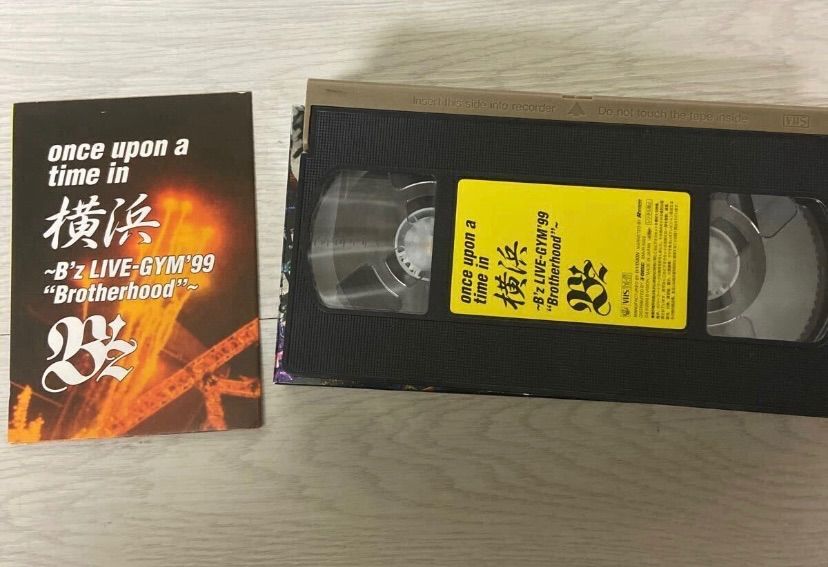 once upon a
time in
横浜
~B'z LIVE-GYM'99
"Brotherhood"~
B'z
Insert this side into recorder
Do not touch the tape inside
VHS
once upon a
time in
横浜
~B'z LIVE-GYM'99
"Brotherhood"~
B'z
VHS